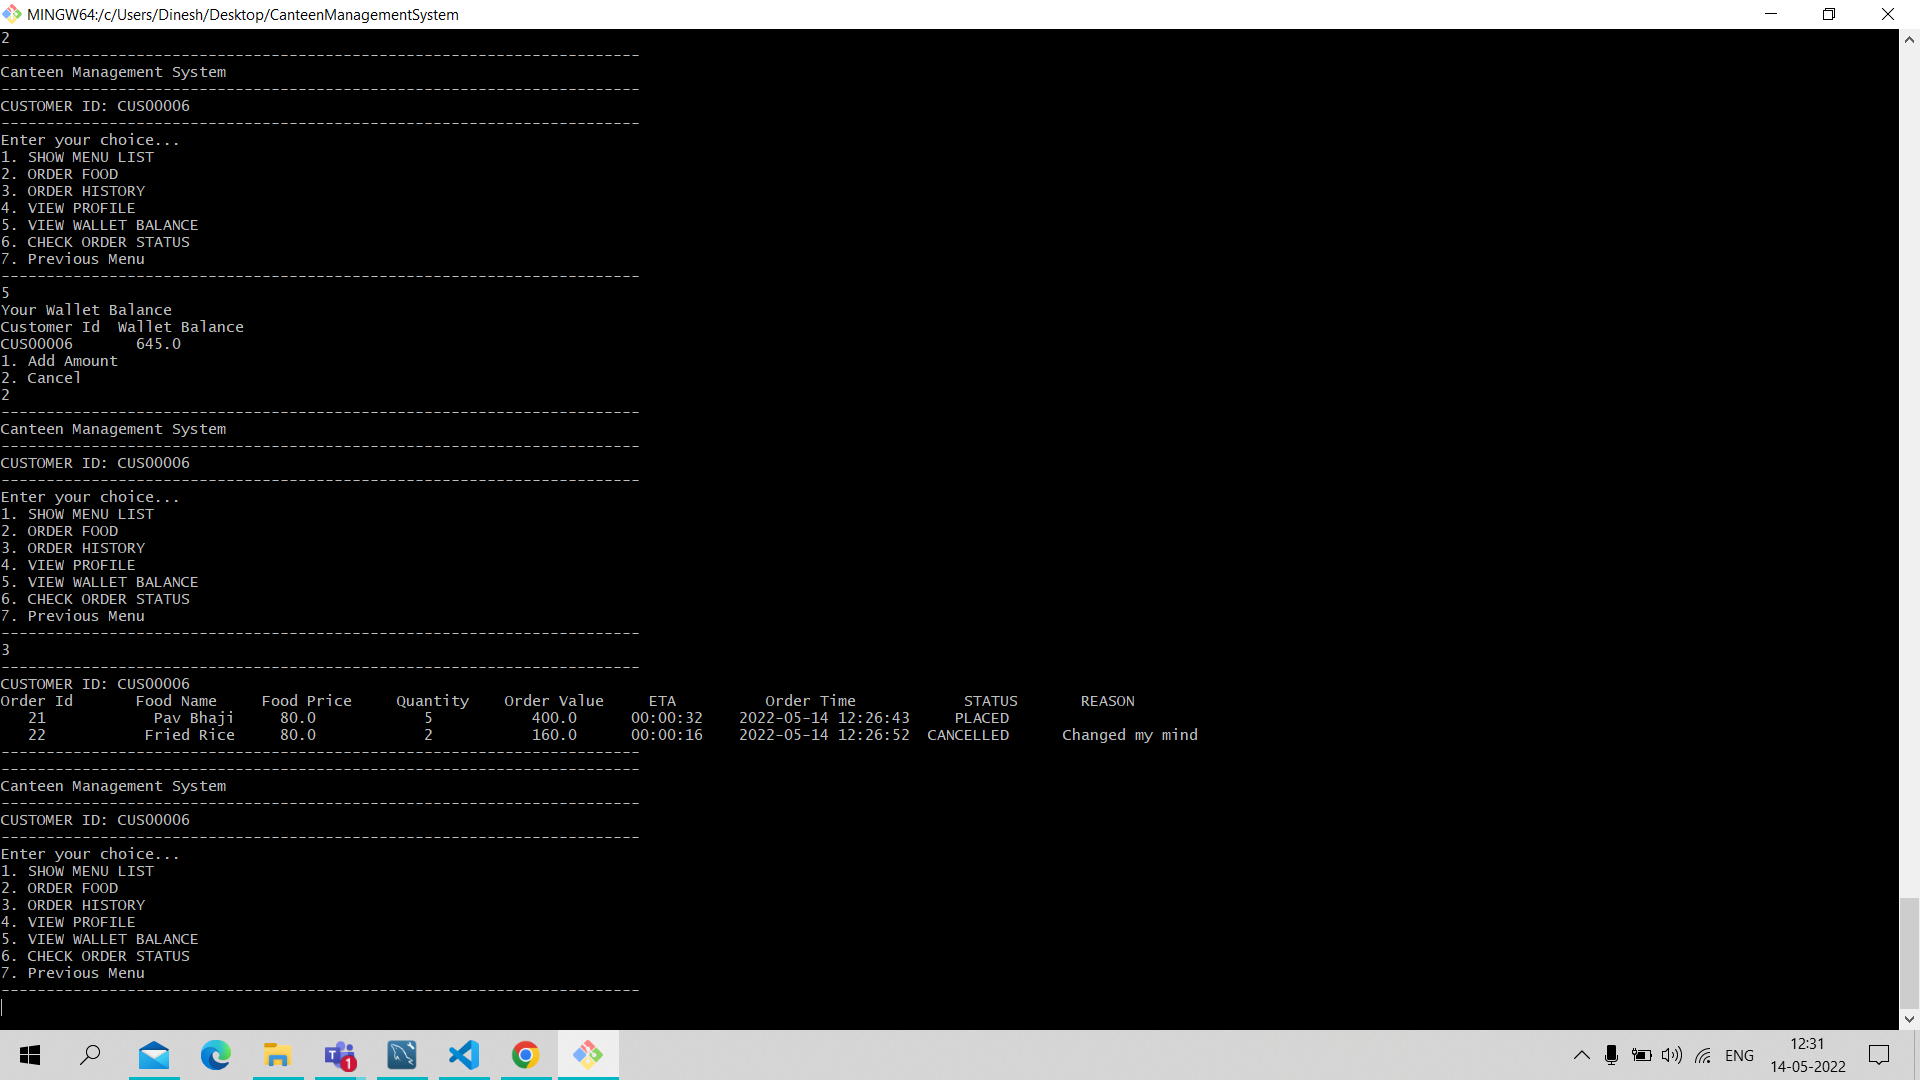 MINGW64:/c/Users/Dinesh/Desktop/CanteenManagementSystem
2
-----------------------------------------------------------------------
Canteen Management System
-----------------------------------------------------------------------
CUSTOMER ID: CUS00006
-----------------------------------------------------------------------
Enter your choice...
1. SHOW MENU LIST
2. ORDER FOOD
3. ORDER HISTORY
4. VIEW PROFILE
5. VIEW WALLET BALANCE
6. CHECK ORDER STATUS
7. Previous Menu
-----------------------------------------------------------------------
5
Your Wallet Balance
Customer Id  Wallet Balance
CUS00006       645.0
1. Add Amount
2. Cancel
2
-----------------------------------------------------------------------
Canteen Management System
-----------------------------------------------------------------------
CUSTOMER ID: CUS00006
-----------------------------------------------------------------------
Enter your choice...
1. SHOW MENU LIST
2. ORDER FOOD
3. ORDER HISTORY
4. VIEW PROFILE
5. VIEW WALLET BALANCE
6. CHECK ORDER STATUS
7. Previous Menu
-----------------------------------------------------------------------
3
-----------------------------------------------------------------------
CUSTOMER ID: CUS00006
Order Id       Food Name     Food Price     Quantity    Order Value     ETA          Order Time            STATUS       REASON
   21            Pav Bhaji     80.0            5           400.0      00:00:32    2022-05-14 12:26:43     PLACED
   22           Fried Rice     80.0            2           160.0      00:00:16    2022-05-14 12:26:52  CANCELLED      Changed my mind
-----------------------------------------------------------------------
-----------------------------------------------------------------------
Canteen Management System
-----------------------------------------------------------------------
CUSTOMER ID: CUS00006
-----------------------------------------------------------------------
Enter your choice...
1. SHOW MENU LIST
2. ORDER FOOD
3. ORDER HISTORY
4. VIEW PROFILE
5. VIEW WALLET BALANCE
6. CHECK ORDER STATUS
7. Previous Menu
-----------------------------------------------------------------------
T 1
ENG
12:31
14-05-2022